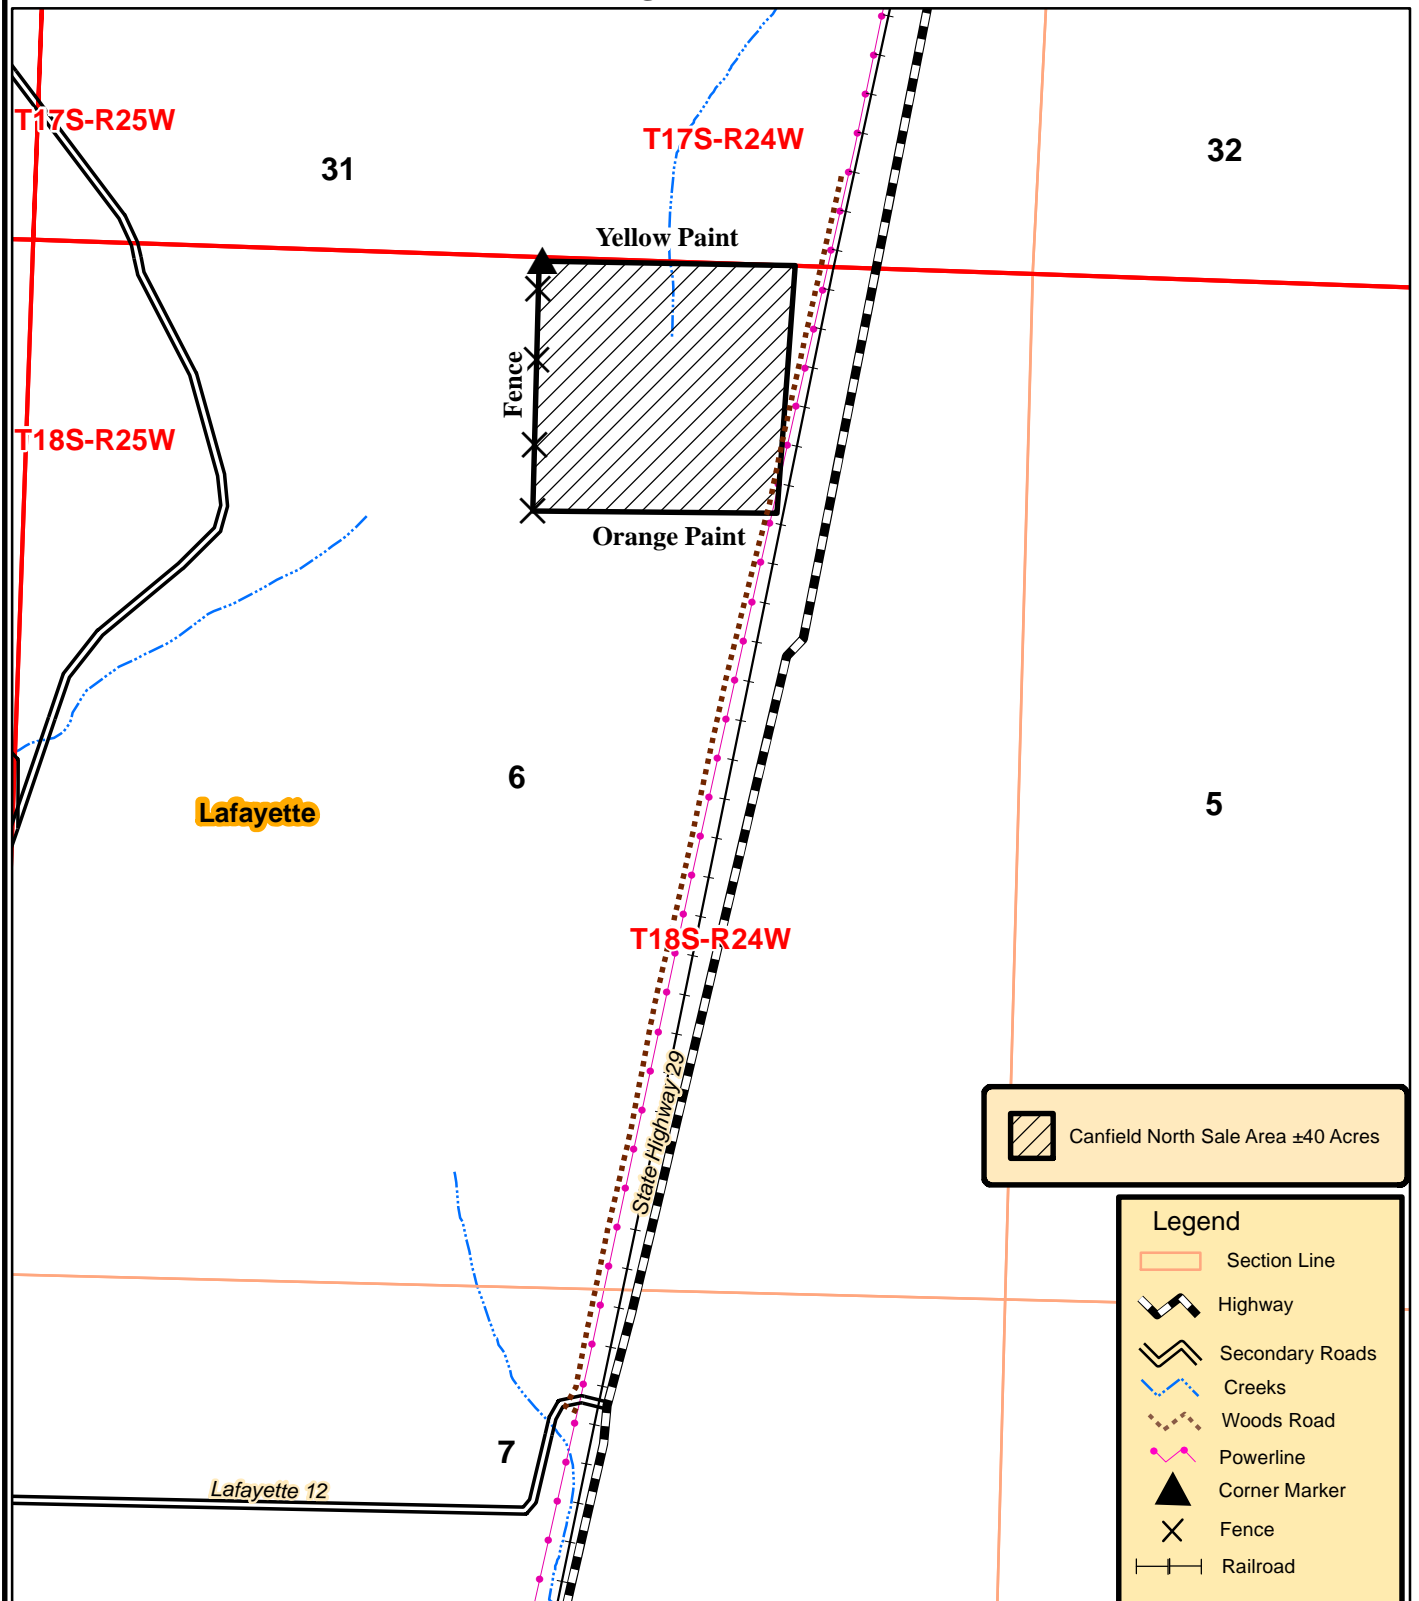 T17S-R25W
T17S-R24W
32
31
Yellow Paint
Fence
T18S-R25W
Orange Paint
6
5
Lafayette
T18S-R24W
State Highway 29
Canfield North Sale Area ±40 Acres
Legend
Section Line
Highway
Secondary Roads
Creeks
Woods Road
Powerline
Corner Marker
Fence
Railroad
7
Lafayette 12